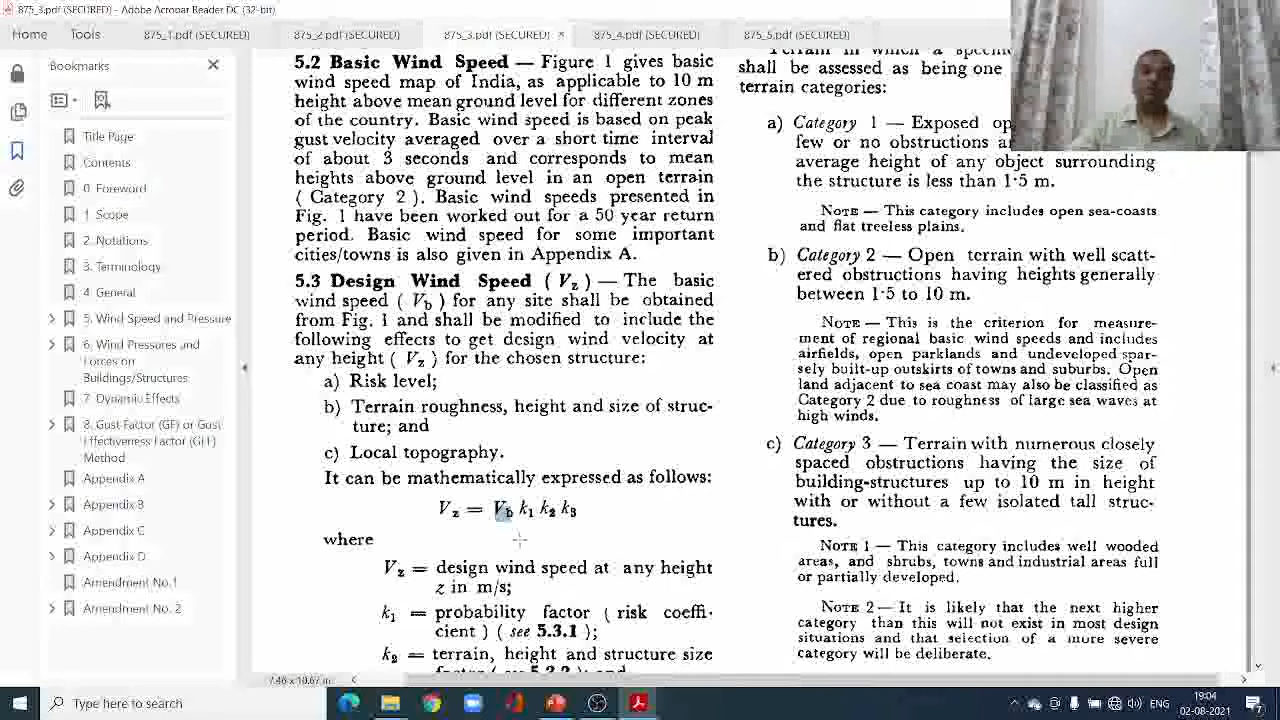 875_3.pdf (SECURED) - Adobe Acrobat Reader DC (32-bit)
Home Tools 875_1.pdf (SECURED) 875_2.pdf (SECURED) 875_3.pdf (SECURED) × 875_4.pdf (SECURED) 875_5.pdf (SECURED)
Bookmarks
Title Page
Contents
0. Foreword
1. Scope
2. Notations
3. Terminology
4. General
5. Wind Speed and Pressure
6. Wind Pressures and
Forces on
Buildings/Structures
7. Dynamic Effects
8. Gust Factor (GF) or Gust
Effectiveness Factor (GEF)
Method
Appendix A
Appendix B
Appendix C
Appendix D
Amendment No.1
Amendment No. 2
5.2 Basic Wind Speed — Figure 1 gives basic
wind speed map of India, as applicable to 10 m
height above mean ground level for different zones
of the country. Basic wind speed is based on peak
gust velocity averaged over a short time interval
of about 3 seconds and corresponds to mean
heights above ground level in an open terrain
( Category 2 ). Basic wind speeds presented in
Fig. 1 have been worked out for a 50 year return
period. Basic wind speed for some important
cities/towns is also given in Appendix A.
5.3 Design Wind Speed ( Vz ) — The basic
wind speed ( Vb ) for any site shall be obtained
from Fig. 1 and shall be modified to include the
following effects to get design wind velocity at
any height ( Vz ) for the chosen structure:
a) Risk level;
b) Terrain roughness, height and size of struc-
ture; and
c) Local topography.
It can be mathematically expressed as follows:
Vz = Vb k1 k2 k3
where
Vz = design wind speed at any height
z in m/s;
k1 = probability factor ( risk coeffi-
cient ) ( see 5.3.1 );
k2 = terrain, height and structure size
factor ( see 5.3.2 ); and
Terrain in which a specific
shall be assessed as being one
terrain categories:
a) Category 1 — Exposed op
few or no obstructions a
average height of any object surrounding
the structure is less than 1·5 m.
NOTE — This category includes open sea-coasts
and flat treeless plains.
b) Category 2 — Open terrain with well scatt-
ered obstructions having heights generally
between 1·5 to 10 m.
NOTE — This is the criterion for measure-
ment of regional basic wind speeds and includes
airfields, open parklands and undeveloped spar-
sely built-up outskirts of towns and suburbs. Open
land adjacent to sea coast may also be classified as
Category 2 due to roughness of large sea waves at
high winds.
c) Category 3 — Terrain with numerous closely
spaced obstructions having the size of
building-structures up to 10 m in height
with or without a few isolated tall struc-
tures.
NOTE 1 — This category includes well wooded
areas, and shrubs, towns and industrial areas full
or partially developed.
NOTE 2 — It is likely that the next higher
category than this will not exist in most design
situations and that selection of a more severe
category will be deliberate.
7.46 x 10.67 in
Type here to search
ENG
19:04
02-08-2021